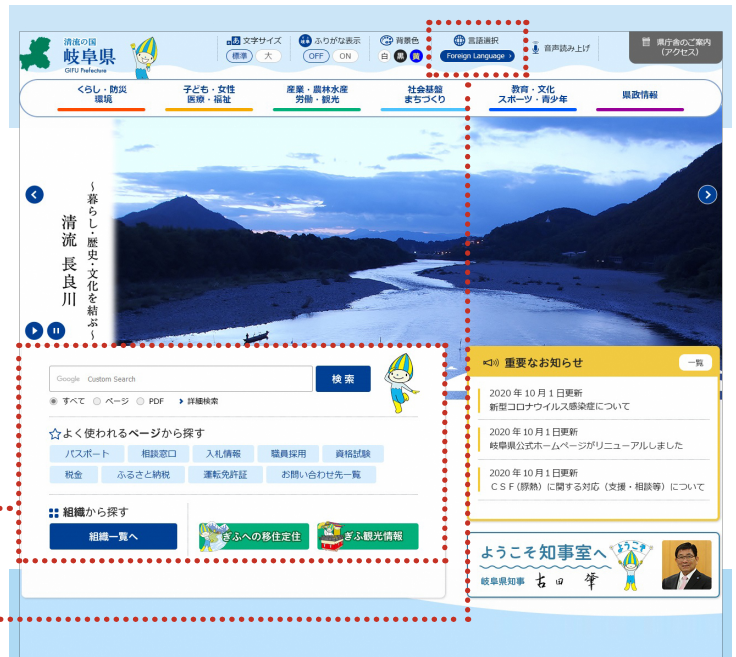 清流の国
岐阜県
GIFU Prefecture
文字サイズ
標準 大
ふりがな表示
OFF ON
背景色
白 黒 黄
言語選択
Foreign Language
音声読み上げ
県庁舎のご案内
(アクセス)
くらし・防災
環境
子ども・女性
医療・福祉
産業・農林水産
労働・観光
社会基盤
まちづくり
教育・文化
スポーツ・青少年
県政情報
~暮らし・歴史・文化を結ぶ~
清流 長良川
Google Custom Search
検索
すべて ページ PDF 詳細検索
よく使われるページから探す
パスポート 相談窓口 入札情報 職員採用 資格試験
税金 ふるさと納税 運転免許証 お問い合わせ先一覧
組織から探す
組織一覧へ
ぎふへの移住定住
ぎふ観光情報
重要なお知らせ
一覧
2020年10月1日更新
新型コロナウイルス感染症について
2020年10月1日更新
岐阜県公式ホームページがリニューアルしました
2020年10月1日更新
CSF(豚熱)に関する対応(支援・相談等)について
ようこそ知事室へ
ようこそ
岐阜県知事 古田 肇